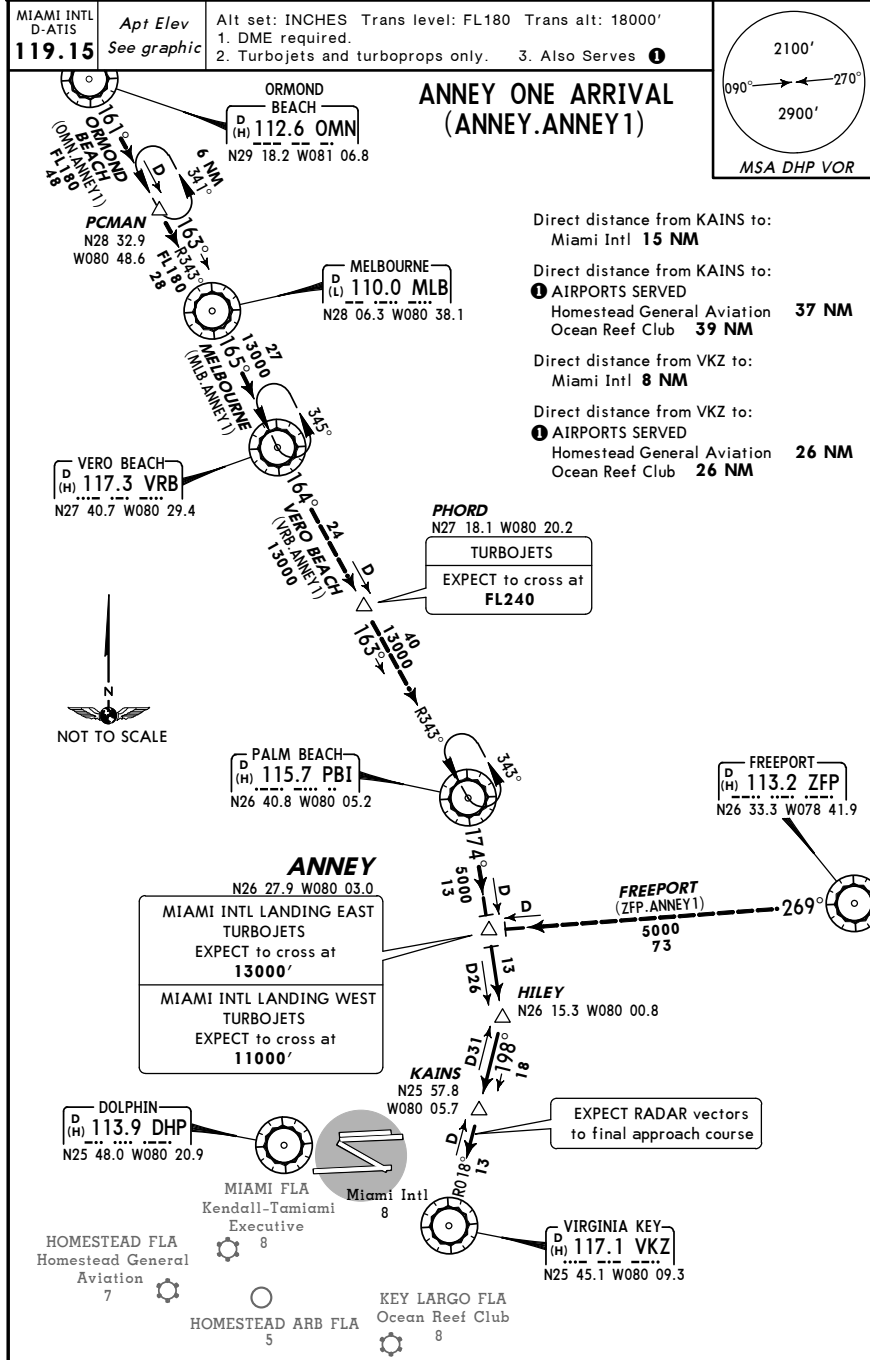 MIAMI INTL
D-ATIS
119.15
Apt Elev
See graphic
Alt set: INCHES Trans level: FL180 Trans alt: 18000'
1. DME required.
2. Turbojets and turboprops only. 3. Also Serves ❶
2100'
090° 270°
2900'
MSA DHP VOR
ANNEY ONE ARRIVAL
(ANNEY.ANNEY1)
ORMOND
BEACH
D
(H) 112.6 OMN
N29 18.2 W081 06.8
161°
ORMOND
BEACH
(OMN.ANNEY1)
FL180
48
D
6 NM
341°
PCMAN
N28 32.9
W080 48.6
163°
R343°
FL180
28
MELBOURNE
D
(L) 110.0 MLB
N28 06.3 W080 38.1
Direct distance from KAINS to:
Miami Intl 15 NM
Direct distance from KAINS to:
❶ AIRPORTS SERVED
Homestead General Aviation 37 NM
Ocean Reef Club 39 NM
Direct distance from VKZ to:
Miami Intl 8 NM
Direct distance from VKZ to:
❶ AIRPORTS SERVED
Homestead General Aviation 26 NM
Ocean Reef Club 26 NM
165°
27
13000
MELBOURNE
(MLB.ANNEY1)
345°
VERO BEACH
D
(H) 117.3 VRB
N27 40.7 W080 29.4
164°
24
VERO BEACH
(VRB.ANNEY1)
13000
D
PHORD
N27 18.1 W080 20.2
TURBOJETS
EXPECT to cross at
FL240
163°
40
13000
R343°
N
NOT TO SCALE
PALM BEACH
D
(H) 115.7 PBI
N26 40.8 W080 05.2
343°
FREEPORT
D
(H) 113.2 ZFP
N26 33.3 W078 41.9
174°
5000
13
D
D
FREEPORT
(ZFP.ANNEY1)
269°
5000
73
ANNEY
N26 27.9 W080 03.0
MIAMI INTL LANDING EAST
TURBOJETS
EXPECT to cross at
13000'
MIAMI INTL LANDING WEST
TURBOJETS
EXPECT to cross at
11000'
13
D26
HILEY
N26 15.3 W080 00.8
D31
198°
18
KAINS
N25 57.8
W080 05.7
EXPECT RADAR vectors
to final approach course
D
13
R018°
DOLPHIN
D
(H) 113.9 DHP
N25 48.0 W080 20.9
Miami Intl
8
MIAMI FLA
Kendall-Tamiami
Executive
8
VIRGINIA KEY
D
(H) 117.1 VKZ
N25 45.1 W080 09.3
HOMESTEAD FLA
Homestead General
Aviation
7
HOMESTEAD ARB FLA
5
KEY LARGO FLA
Ocean Reef Club
8